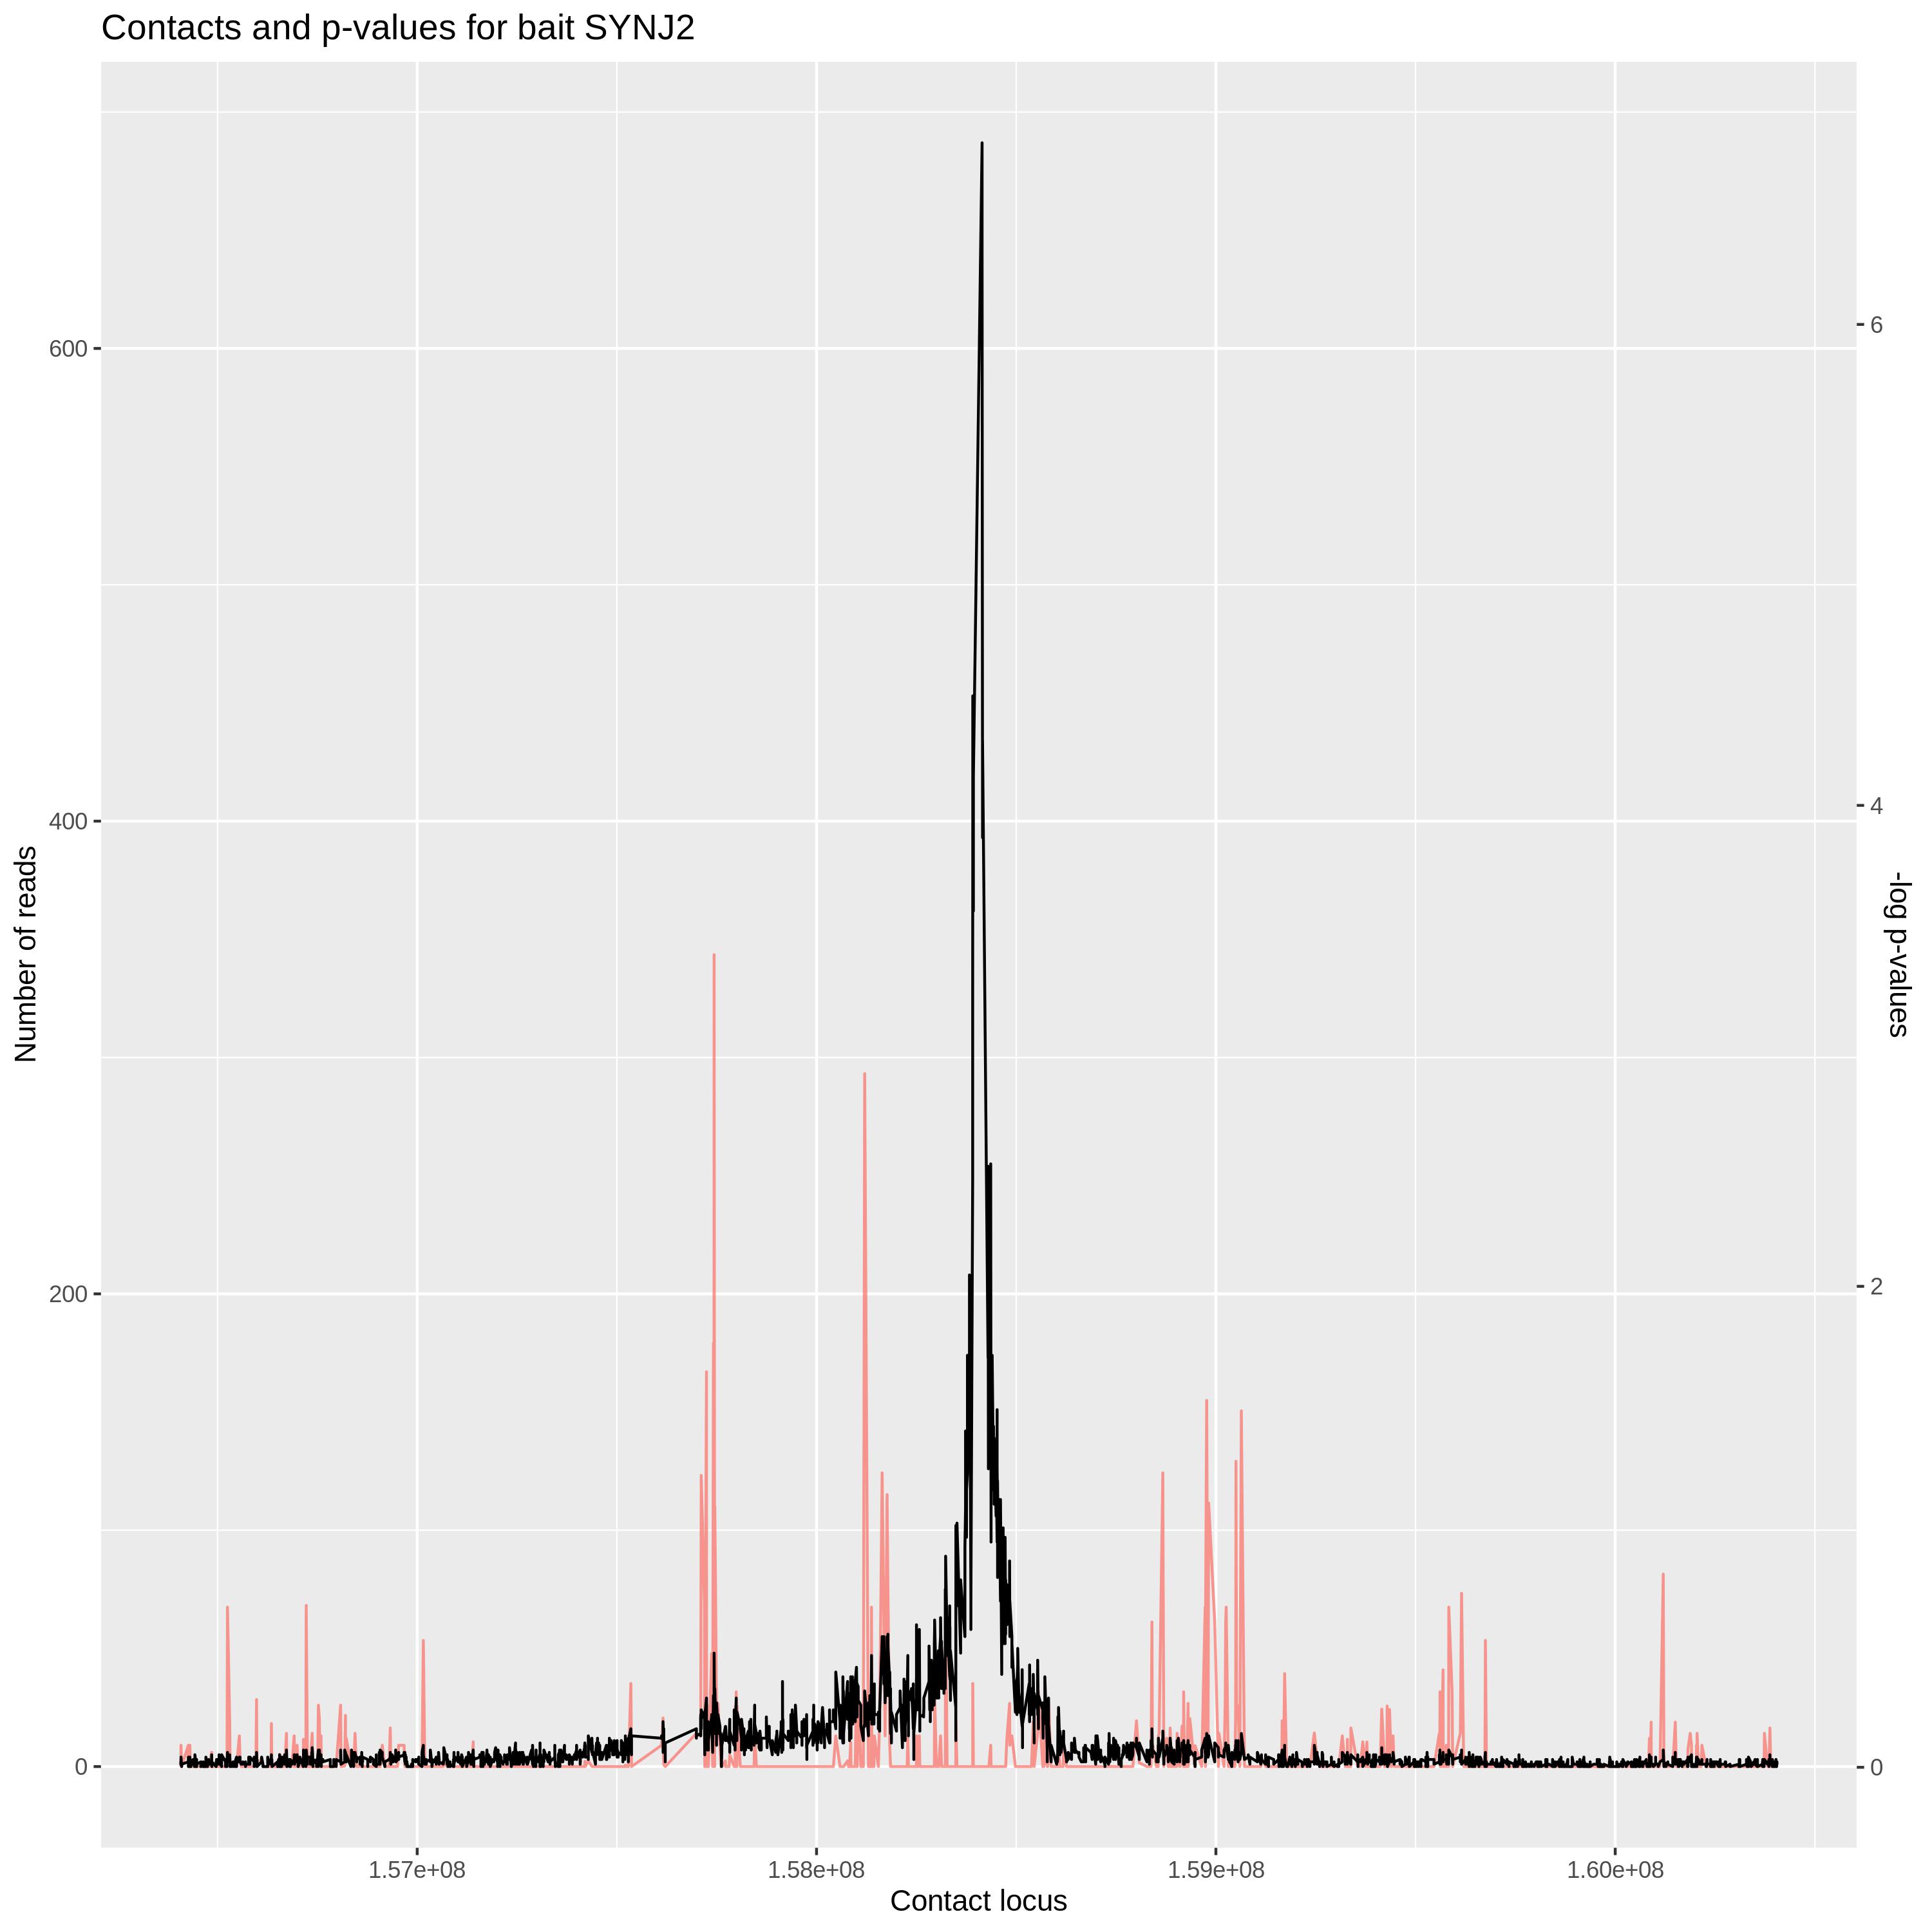 Contacts and p-values for bait SYNJ2
Number of reads
600
400
200
0
6
4
2
0
-log p-values
1.57e+08
1.58e+08
1.59e+08
1.60e+08
Contact locus